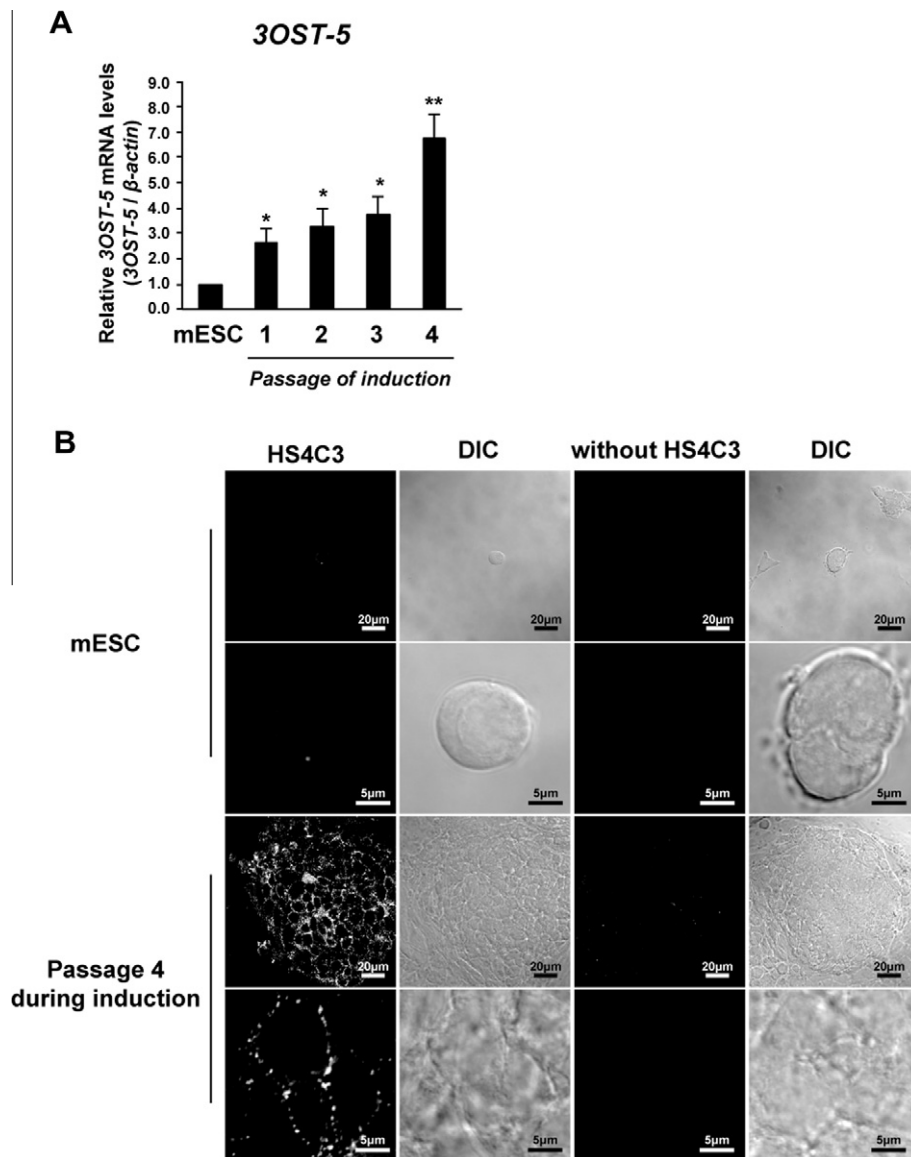 A
3OST-5
Relative 3OST-5 mRNA levels
(3OST-5 / β-actin)
9.0
8.0
7.0
6.0
5.0
4.0
3.0
2.0
1.0
0.0
*
*
*
**
mESC 1 2 3 4
Passage of induction
B
HS4C3 DIC without HS4C3 DIC
mESC
20μm 20μm 20μm 20μm
5μm 5μm 5μm 5μm
Passage 4
during induction
20μm 20μm 20μm 20μm
5μm 5μm 5μm 5μm